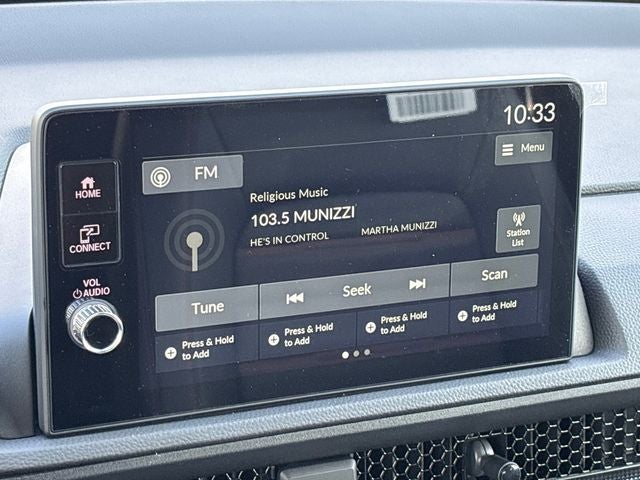 10:33
FM
Menu
HOME
Religious Music
103.5 MUNIZZI
HE'S IN CONTROL MARTHA MUNIZZI
Station
List
CONNECT
VOL
AUDIO
Tune
Seek
Scan
Press & Hold
to Add
Press & Hold
to Add
Press & Hold
to Add
Press & Hold
to Add